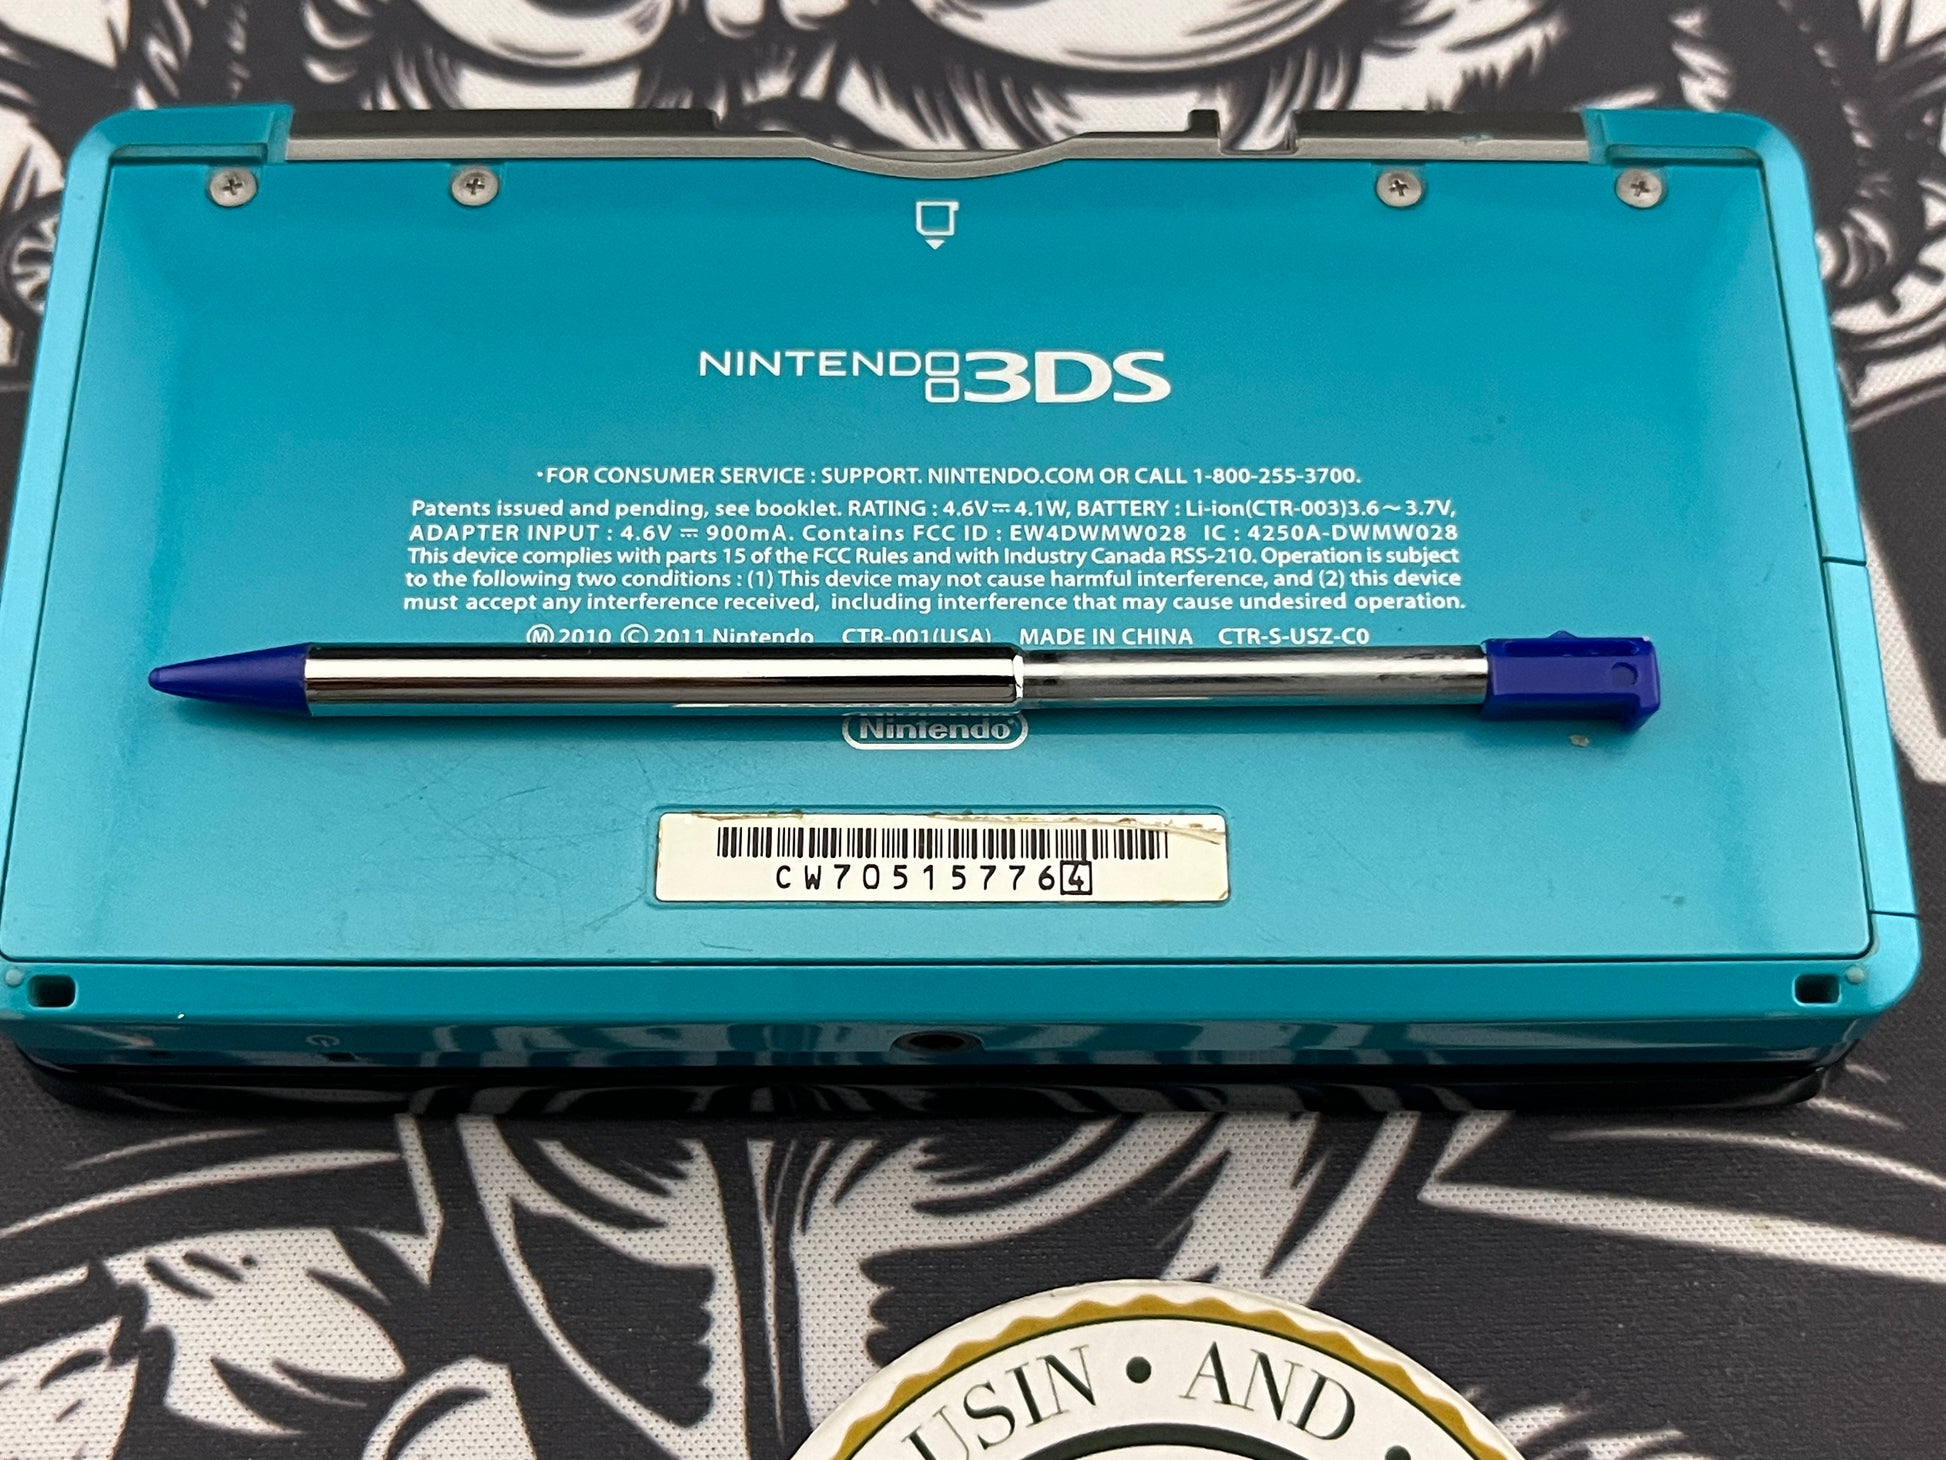 NINTENDO 3DS
•FOR CONSUMER SERVICE : SUPPORT. NINTENDO.COM OR CALL 1-800-255-3700.
Patents issued and pending, see booklet. RATING : 4.6V⎓4.1W, BATTERY : Li-ion(CTR-003)3.6～3.7V,
ADAPTER INPUT : 4.6V ⎓ 900mA. Contains FCC ID : EW4DWMW028 IC : 4250A-DWMW028
This device complies with parts 15 of the FCC Rules and with Industry Canada RSS-210. Operation is subject
to the following two conditions : (1) This device may not cause harmful interference, and (2) this device
must accept any interference received, including interference that may cause undesired operation.
Ⓜ 2010 © 2011 Nintendo CTR-001(USA) MADE IN CHINA CTR-S-USZ-C0
Nintendo®
CW705157764
USIN • AND •